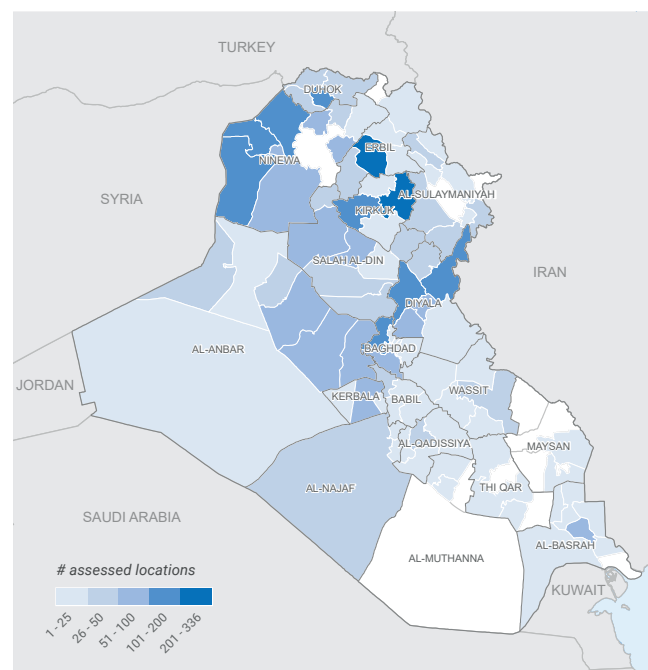 TURKEY
DUHOK
ERBIL
NINEWA
SYRIA
AL-SULAYMANIYAH
KIRKUK
SALAH AL-DIN
IRAN
DIYALA
AL-ANBAR
BAGHDAD
JORDAN
KERBALA
BABIL
WASSIT
AL-QADISSIYA
MAYSAN
AL-NAJAF
THI QAR
SAUDI ARABIA
AL-BASRAH
AL-MUTHANNA
# assessed locations
KUWAIT
1 - 25
26 - 50
51 - 100
101 - 200
201 - 336